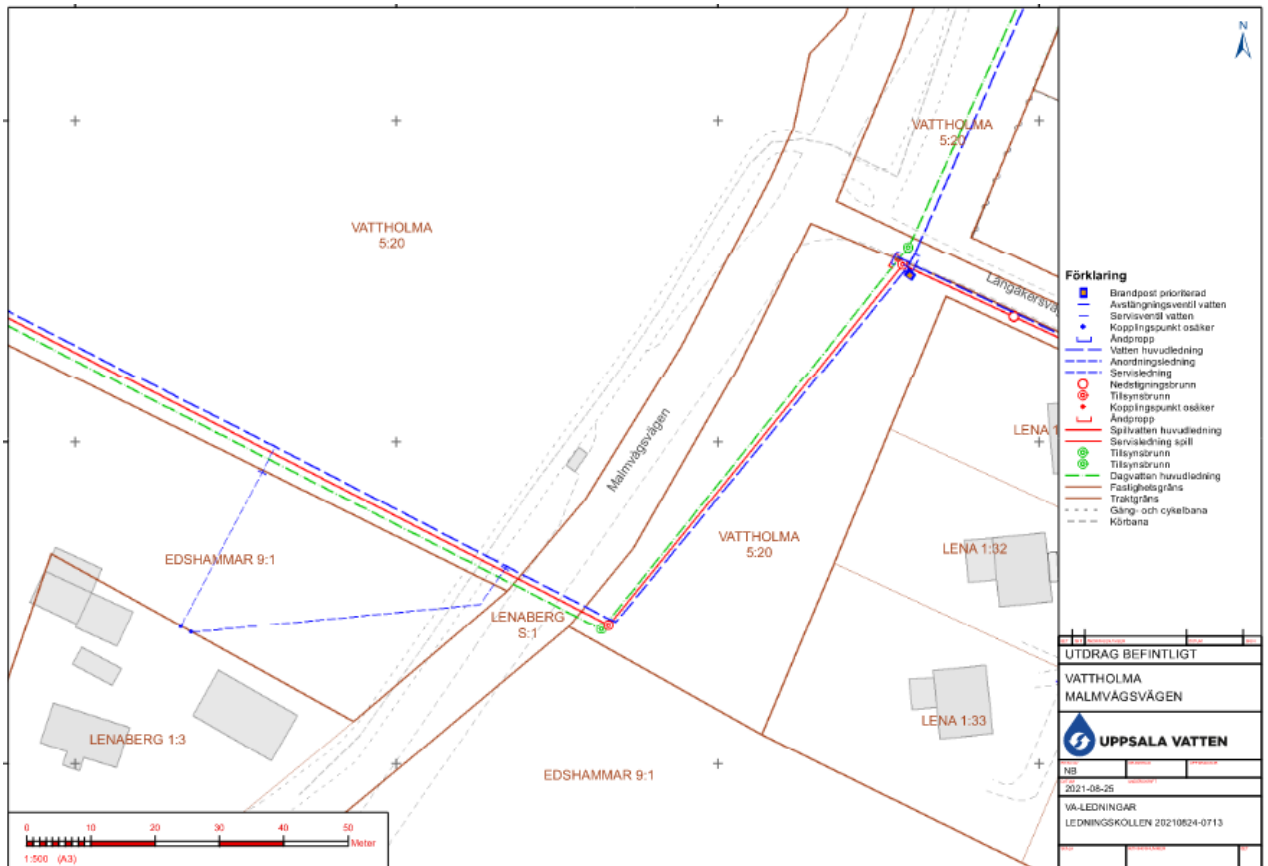 N
VATTHOLMA
5:20
VATTHOLMA
5:20
Långåkersväg
Malmvägsvägen
LENA 1
EDSHAMMAR 9:1
VATTHOLMA
5:20
LENA 1:32
LENABERG
S:1
LENABERG 1:3
LENA 1:33
EDSHAMMAR 9:1
0 10 20 30 40 50 Meter
1:500 (A3)
Förklaring
Brandpost prioriterad
Avstängningsventil vatten
Servisventil vatten
Kopplingspunkt osäker
Ändpropp
Vatten huvudledning
Anordningsledning
Servisledning
Nedstigningsbrunn
Tillsynsbrunn
Kopplingspunkt osäker
Ändpropp
Spillvatten huvudledning
Servisledning spill
Tillsynsbrunn
Tillsynsbrunn
Dagvatten huvudledning
Fastighetsgräns
Traktgräns
Gång- och cykelbana
Körbana
UTDRAG BEFINTLIGT
VATTHOLMA
MALMVÄGSVÄGEN
UPPSALA VATTEN
NB
2021-08-25
VA-LEDNINGAR
LEDNINGSKOLLEN 20210824-0713